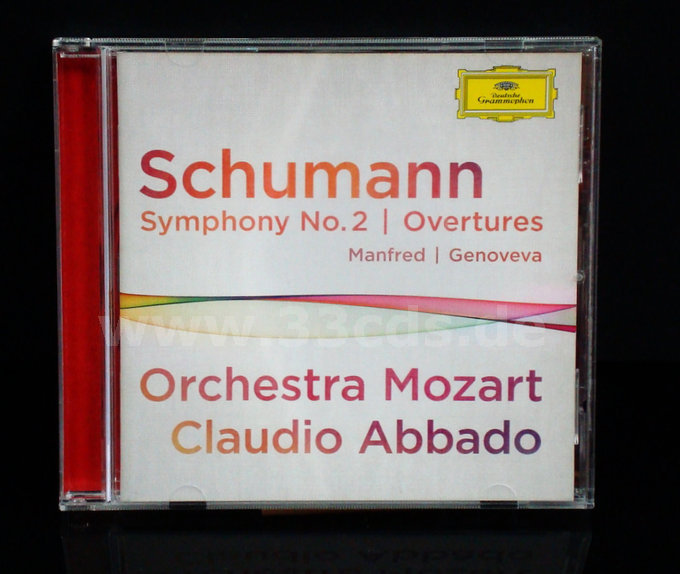 Deutsche
Grammophon
Schumann
Symphony No. 2 | Overtures
Manfred | Genoveva
www.33cds.de
Orchestra Mozart
Claudio Abbado